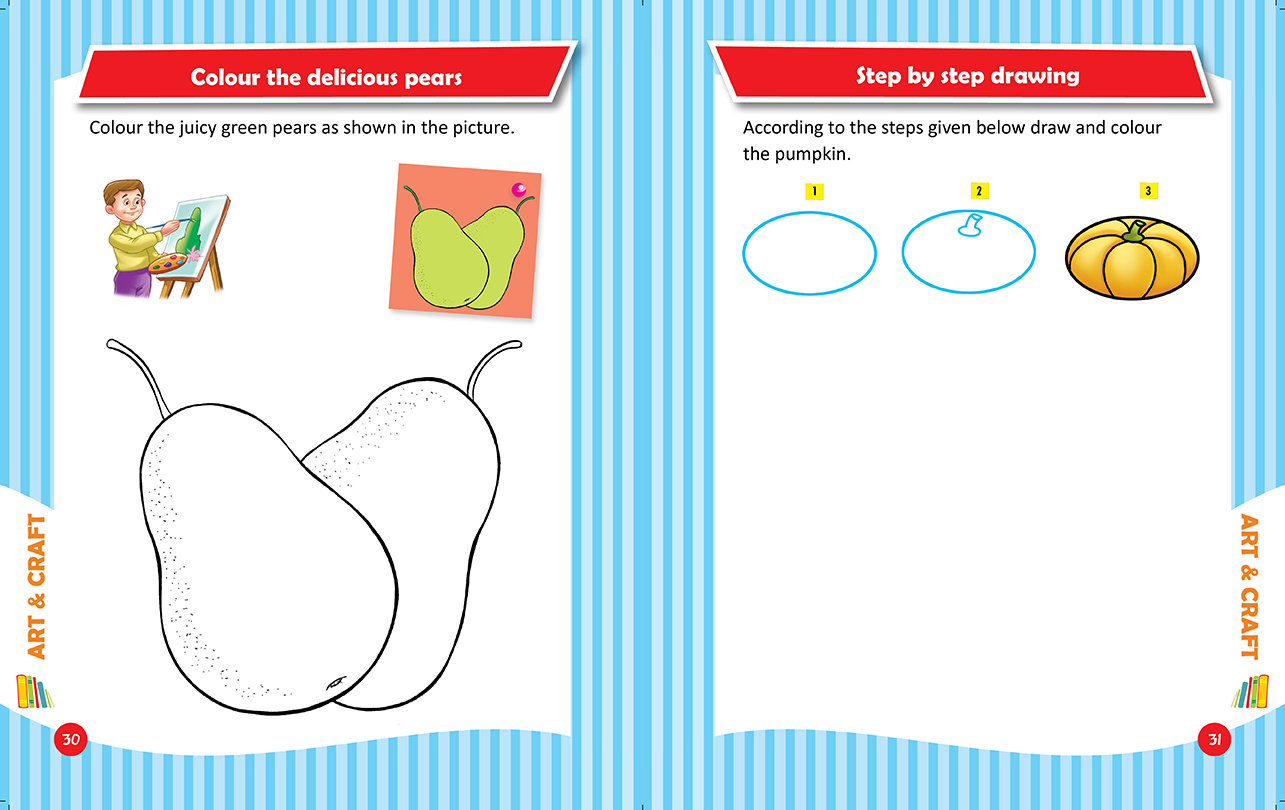 Colour the delicious pears
Colour the juicy green pears as shown in the picture.
ART & CRAFT
30
Step by step drawing
According to the steps given below draw and colour
the pumpkin.
1
2
3
ART & CRAFT
31